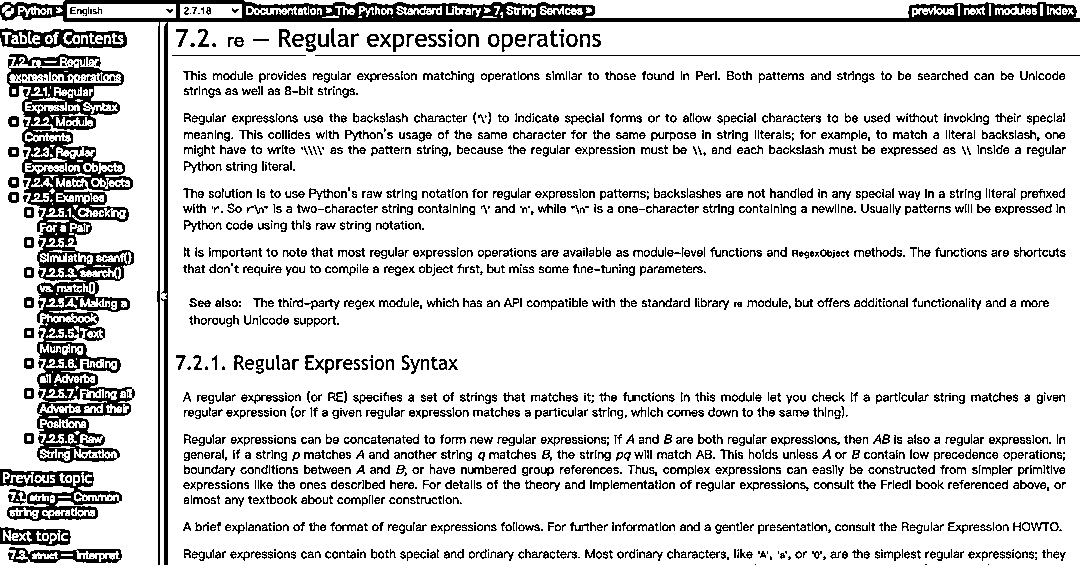 Python » English 2.7.18 Documentation » The Python Standard Library » 7. String Services » previous | next | modules | index
Table of Contents
7.2. re — Regular
expression operations
7.2.1. Regular
Expression Syntax
7.2.2. Module
Contents
7.2.3. Regular
Expression Objects
7.2.4. Match Objects
7.2.5. Examples
7.2.5.1. Checking
For a Pair
7.2.5.2.
Simulating scanf()
7.2.5.3. search()
vs. match()
7.2.5.4. Making a
Phonebook
7.2.5.5. Text
Munging
7.2.5.6. Finding
all Adverbs
7.2.5.7. Finding all
Adverbs and their
Positions
7.2.5.8. Raw
String Notation
Previous topic
7.1. string — Common
string operations
Next topic
7.3. struct — Interpret
7.2. re — Regular expression operations
This module provides regular expression matching operations similar to those found in Perl. Both patterns and strings to be searched can be Unicode
strings as well as 8-bit strings.
Regular expressions use the backslash character ('\') to indicate special forms or to allow special characters to be used without invoking their special
meaning. This collides with Python's usage of the same character for the same purpose in string literals; for example, to match a literal backslash, one
might have to write '\\\\' as the pattern string, because the regular expression must be \\, and each backslash must be expressed as \\ inside a regular
Python string literal.
The solution is to use Python's raw string notation for regular expression patterns; backslashes are not handled in any special way in a string literal prefixed
with 'r'. So r"\n" is a two-character string containing '\' and 'n', while "\n" is a one-character string containing a newline. Usually patterns will be expressed in
Python code using this raw string notation.
It is important to note that most regular expression operations are available as module-level functions and RegexObject methods. The functions are shortcuts
that don't require you to compile a regex object first, but miss some fine-tuning parameters.
See also: The third-party regex module, which has an API compatible with the standard library re module, but offers additional functionality and a more
thorough Unicode support.
7.2.1. Regular Expression Syntax
A regular expression (or RE) specifies a set of strings that matches it; the functions in this module let you check if a particular string matches a given
regular expression (or if a given regular expression matches a particular string, which comes down to the same thing).
Regular expressions can be concatenated to form new regular expressions; if A and B are both regular expressions, then AB is also a regular expression. In
general, if a string p matches A and another string q matches B, the string pq will match AB. This holds unless A or B contain low precedence operations;
boundary conditions between A and B; or have numbered group references. Thus, complex expressions can easily be constructed from simpler primitive
expressions like the ones described here. For details of the theory and implementation of regular expressions, consult the Friedl book referenced above, or
almost any textbook about compiler construction.
A brief explanation of the format of regular expressions follows. For further information and a gentler presentation, consult the Regular Expression HOWTO.
Regular expressions can contain both special and ordinary characters. Most ordinary characters, like 'A', 'a', or '0', are the simplest regular expressions; they